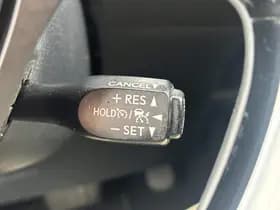 CANCEL
+ RES ▲
HOLD / ◄
− SET ▼